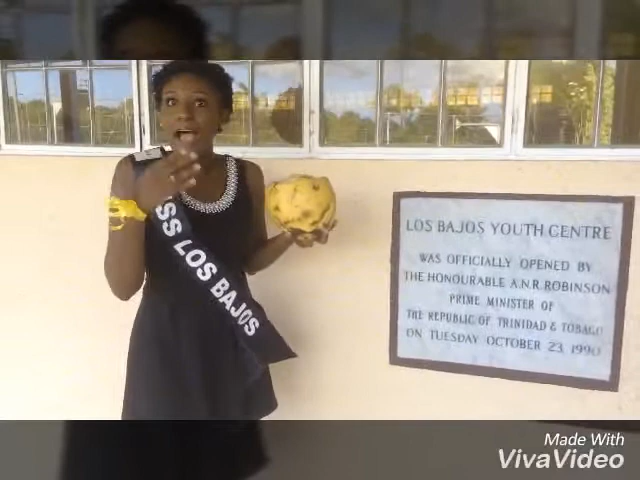 SS LOS BAJOS
LOS BAJOS YOUTH CENTRE
WAS OFFICIALLY OPENED BY
THE HONOURABLE A.N.R. ROBINSON
PRIME MINISTER OF
THE REPUBLIC OF TRINIDAD & TOBAGO
ON TUESDAY OCTOBER 23, 1990
Made With
VivaVideo